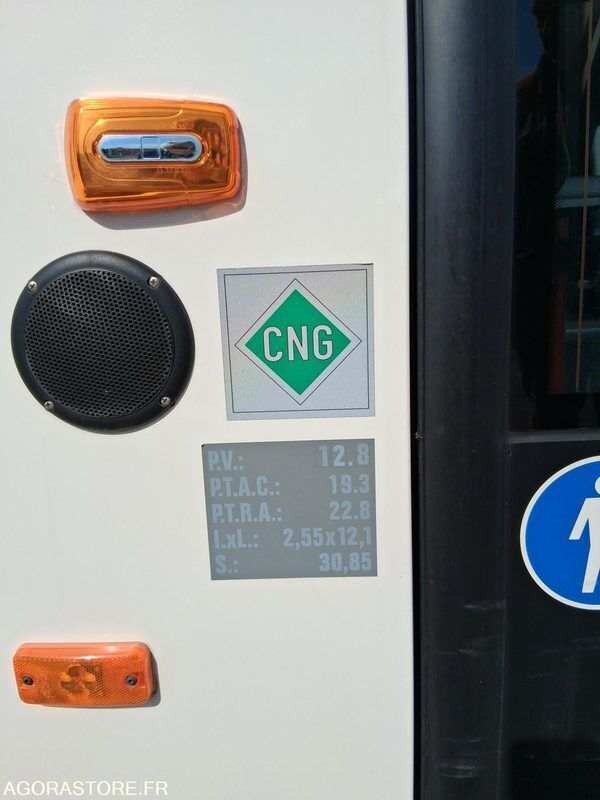 CNG
P.V.: 12.8
P.T.A.C.: 19.3
P.T.R.A.: 22.8
l.xL.: 2,55x12,1
S.: 30,85
AGORASTORE.FR